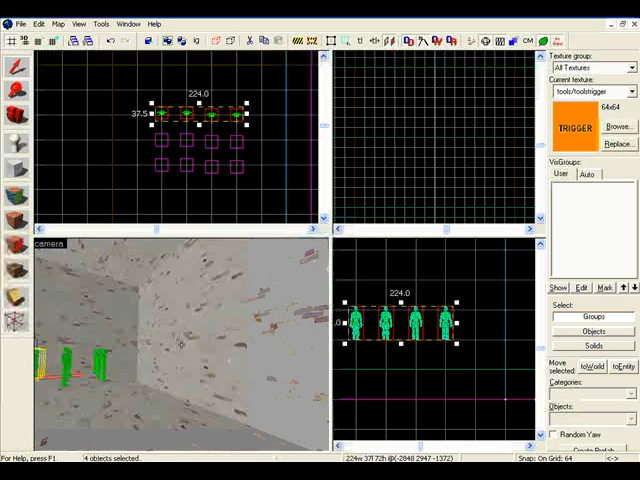 File Edit Map View Tools Window Help
Texture group:
All Textures
Current texture:
tools/toolstrigger
64x64
TRIGGER
Browse...
Replace...
VisGroups:
User Auto
Show Edit Mark
Select:
Groups
Objects
Solids
Move selected:
toWorld toEntity
Categories:
Objects:
Random Yaw
Create Prefab
224.0
37.5
camera
224.0
For Help, press F1. 4 objects selected. 224w 37l 72h @(-2848 2947 -1372) Snap: On Grid: 64 <->